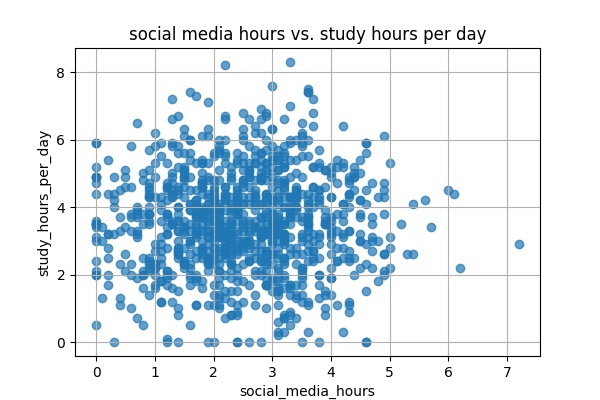 social media hours vs. study hours per day
8
6
4
2
0
study_hours_per_day
0 1 2 3 4 5 6 7
social_media_hours